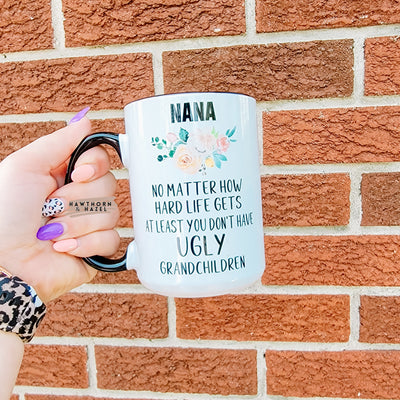 NANA
NO MATTER HOW
HARD LIFE GETS
AT LEAST YOU DON'T HAVE
UGLY
GRANDCHILDREN
HAWTHORN
& HAZEL